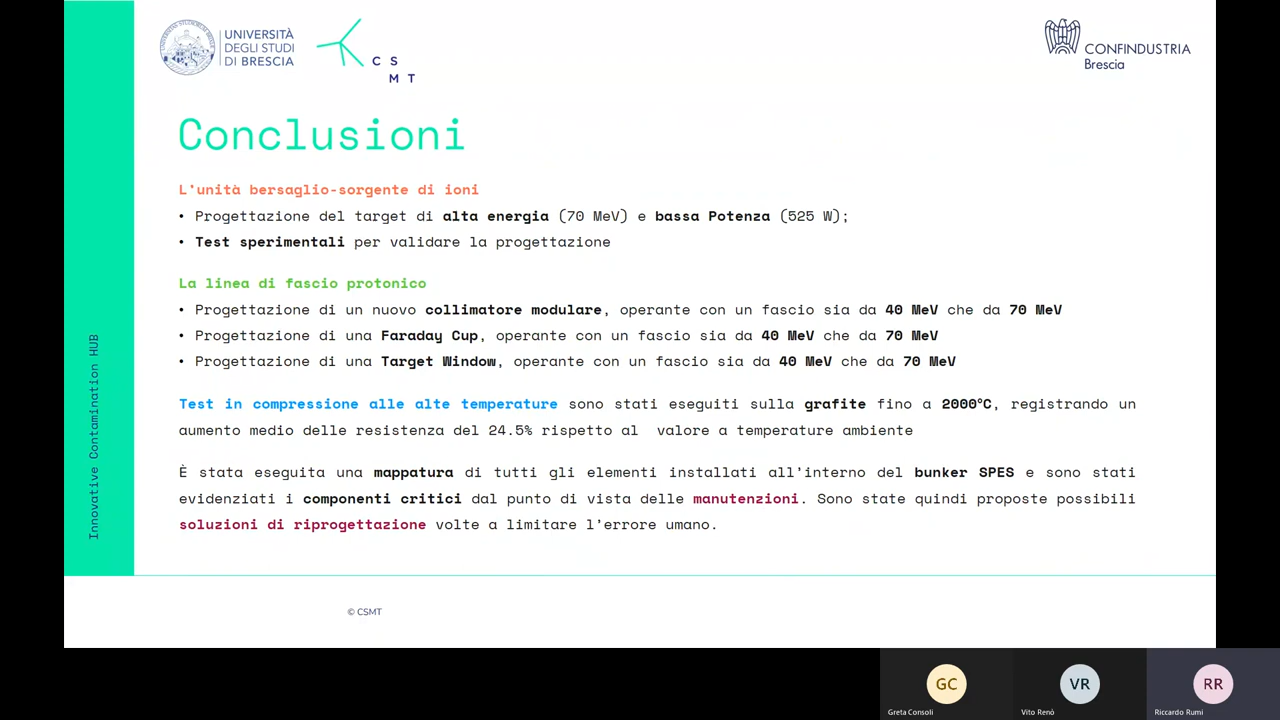 UNIVERSITÀ
DEGLI STUDI
DI BRESCIA
C S
M T
CONFINDUSTRIA
Brescia
Conclusioni
L'unità bersaglio-sorgente di ioni
• Progettazione del target di alta energia (70 MeV) e bassa Potenza (525 W);
• Test sperimentali per validare la progettazione
La linea di fascio protonico
• Progettazione di un nuovo collimatore modulare, operante con un fascio sia da 40 MeV che da 70 MeV
• Progettazione di una Faraday Cup, operante con un fascio sia da 40 MeV che da 70 MeV
• Progettazione di una Target Window, operante con un fascio sia da 40 MeV che da 70 MeV
Test in compressione alle alte temperature sono stati eseguiti sulla grafite fino a 2000°C, registrando un
aumento medio delle resistenza del 24.5% rispetto al valore a temperature ambiente
È stata eseguita una mappatura di tutti gli elementi installati all'interno del bunker SPES e sono stati
evidenziati i componenti critici dal punto di vista delle manutenzioni. Sono state quindi proposte possibili
soluzioni di riprogettazione volte a limitare l'errore umano.
Innovative Contamination HUB
© CSMT
GC
VR
RR
Greta Consoli
Vito Renò
Riccardo Rumi